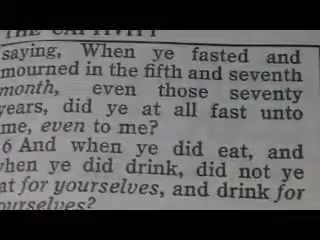 THE CAPTIVITY
saying, When ye fasted and
mourned in the fifth and seventh
month, even those seventy
years, did ye at all fast unto
me, even to me?
6 And when ye did eat, and
when ye did drink, did not ye
eat for yourselves, and drink for
yourselves?